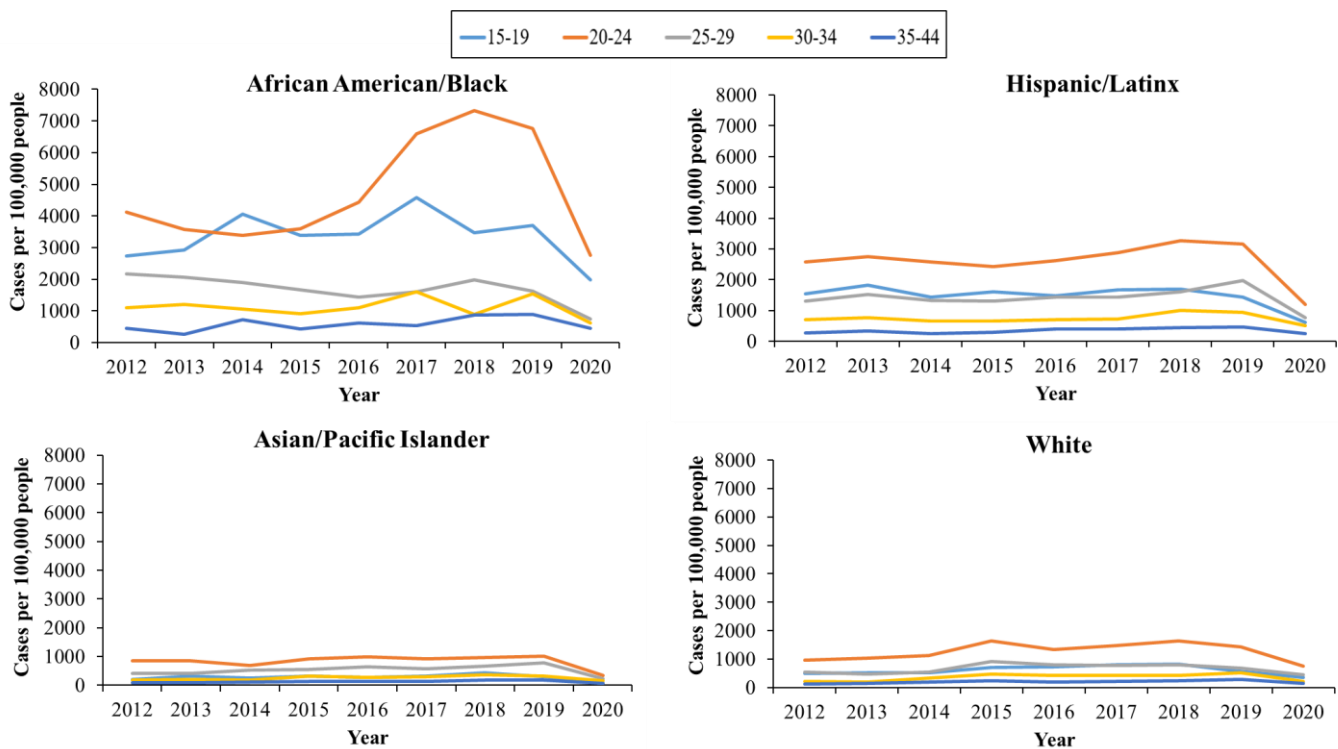 15-19 20-24 25-29 30-34 35-44
African American/Black
Cases per 100,000 people
8000
7000
6000
5000
4000
3000
2000
1000
0
2012 2013 2014 2015 2016 2017 2018 2019 2020
Year
Hispanic/Latinx
Cases per 100,000 people
8000
7000
6000
5000
4000
3000
2000
1000
0
2012 2013 2014 2015 2016 2017 2018 2019 2020
Year
Asian/Pacific Islander
Cases per 100,000 people
8000
7000
6000
5000
4000
3000
2000
1000
0
2012 2013 2014 2015 2016 2017 2018 2019 2020
Year
White
Cases per 100,000 people
8000
7000
6000
5000
4000
3000
2000
1000
0
2012 2013 2014 2015 2016 2017 2018 2019 2020
Year